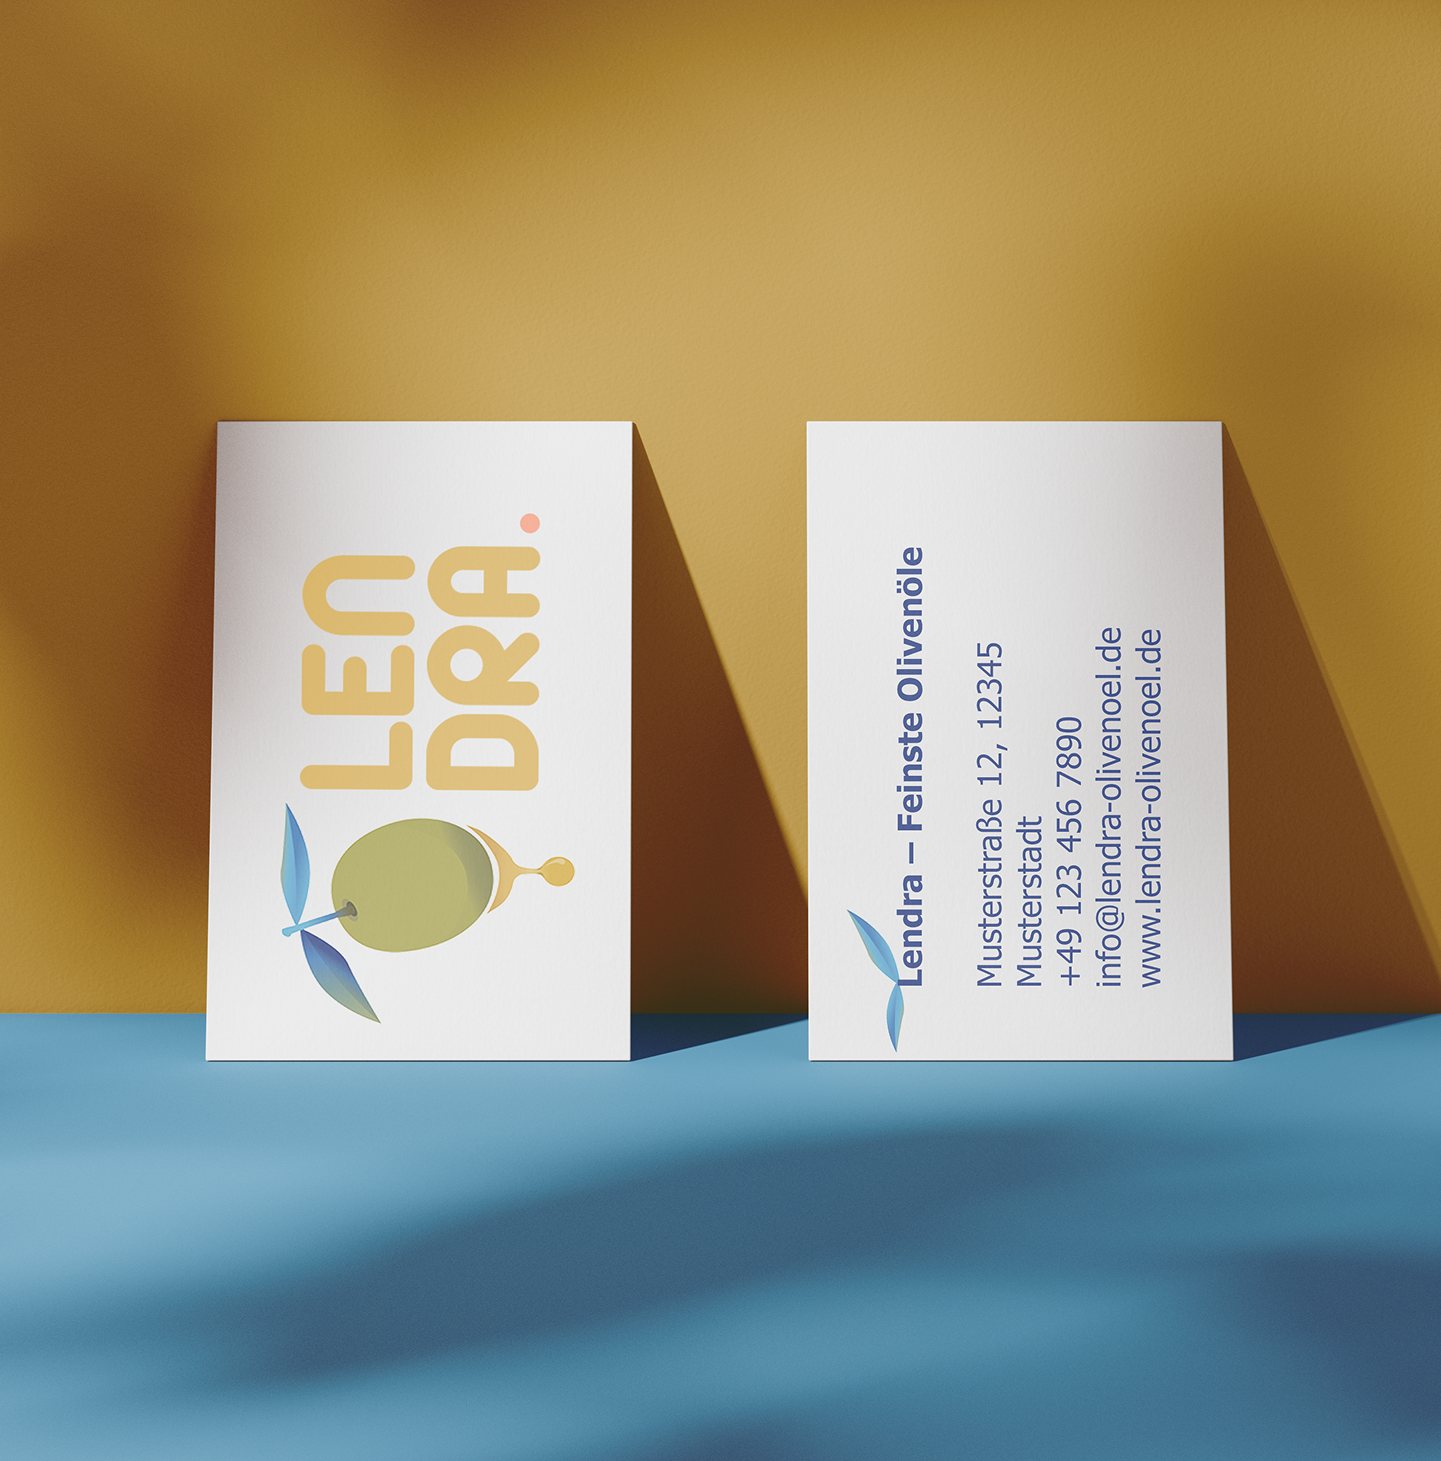 LEN
DRA.
Lendra – Feinste Olivenöle
Musterstraße 12, 12345
Musterstadt
+49 123 456 7890
info@lendra-olivenoel.de
www.lendra-olivenoel.de